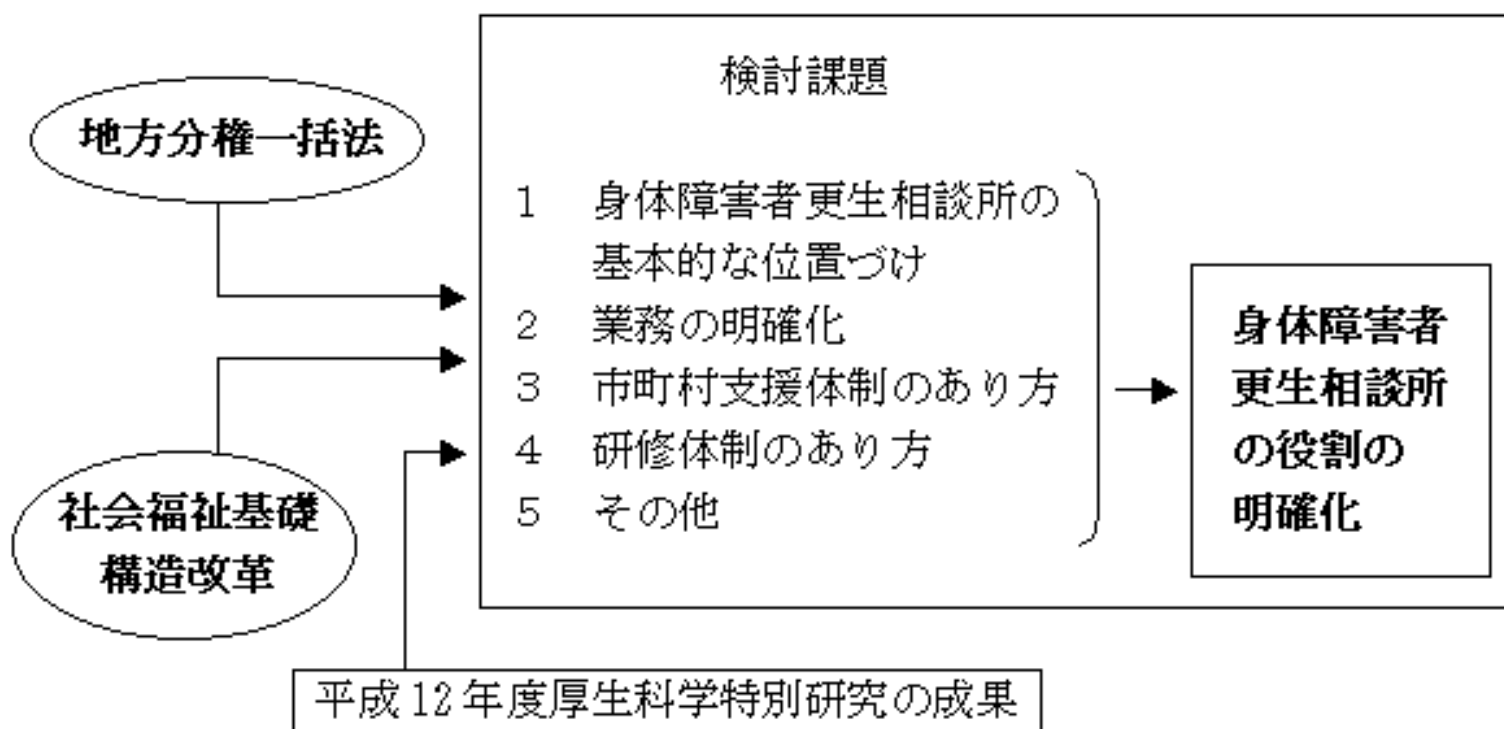 地方分権一括法
社会福祉基礎
構造改革
平成12年度厚生科学特別研究の成果
検討課題
1 身体障害者更生相談所の
基本的な位置づけ
2 業務の明確化
3 市町村支援体制のあり方
4 研修体制のあり方
5 その他
身体障害者
更生相談所
の役割の
明確化